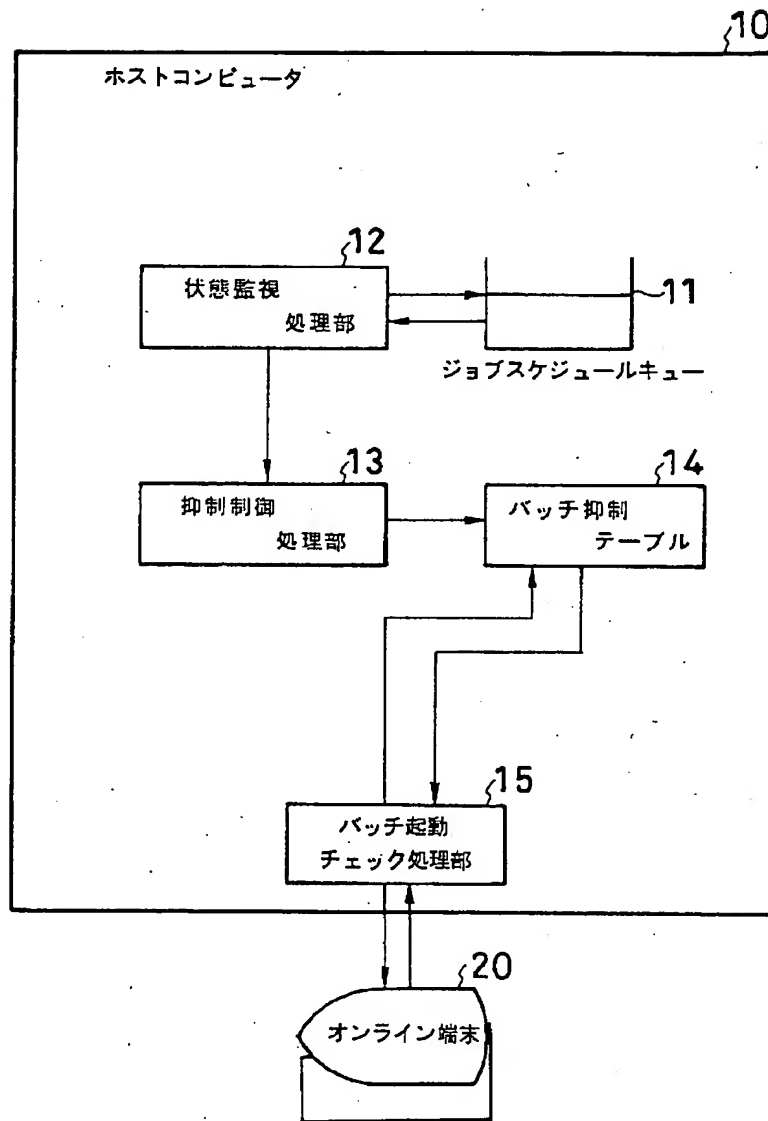 10
ホストコンピュータ
12
状態監視
処理部
11
ジョブスケジュールキュー
13
抑制制御
処理部
14
バッチ抑制
テーブル
15
バッチ起動
チェック処理部
20
オンライン端末